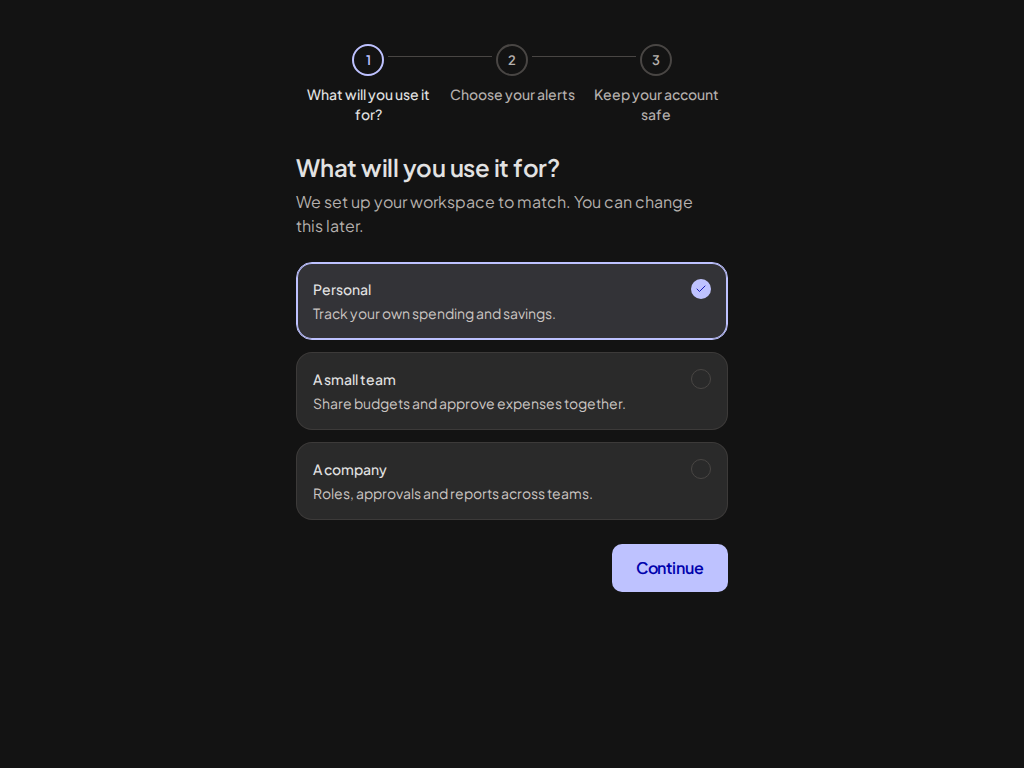 1
2
3
What will you use it
for?
Choose your alerts
Keep your account
safe
What will you use it for?
We set up your workspace to match. You can change
this later.
Personal
Track your own spending and savings.
A small team
Share budgets and approve expenses together.
A company
Roles, approvals and reports across teams.
Continue